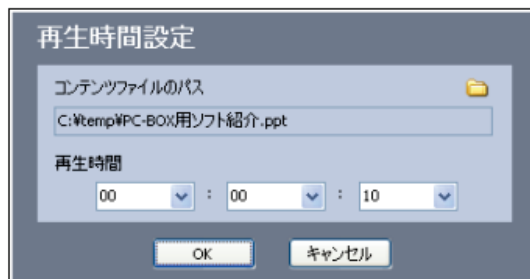 再生時間設定
コンテンツファイルのパス
C:¥temp¥PC-BOX用ソフト紹介.ppt
再生時間
00 : 00 : 10
OK キャンセル